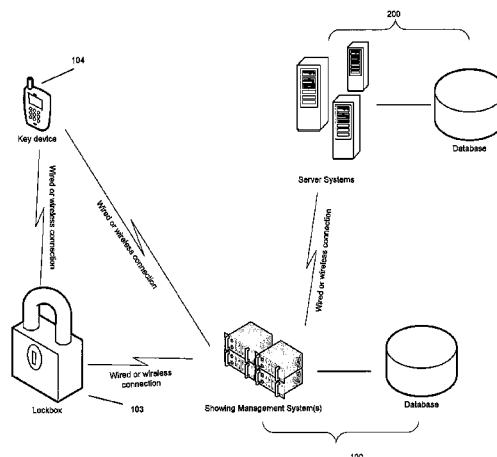 200
104
Key device
Database
Server Systems
Wired or wireless connection
Wired or wireless connection
Wired or wireless connection
Wired or wireless
connection
Lockbox
103
Showing Management System(s)
Database
100